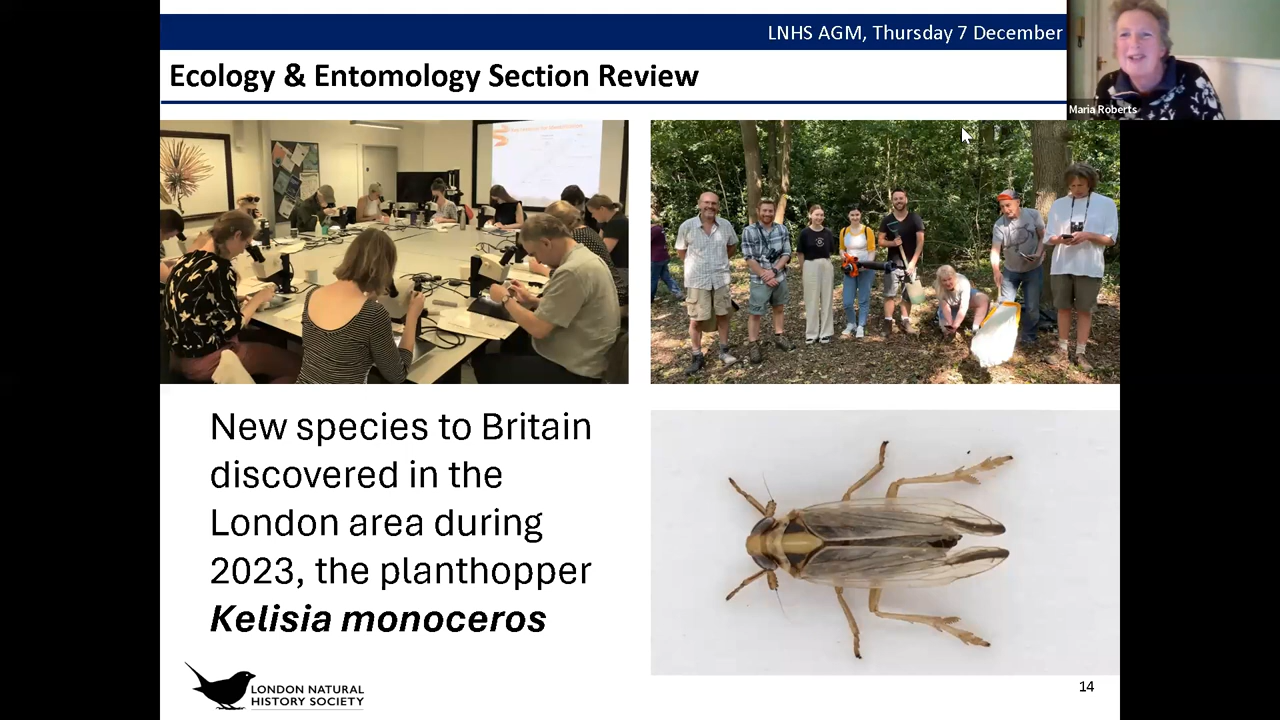 LNHS AGM, Thursday 7 December
Ecology & Entomology Section Review
Maria Roberts
New species to Britain
discovered in the
London area during
2023, the planthopper
Kelisia monoceros
LONDON NATURAL
HISTORY SOCIETY
14